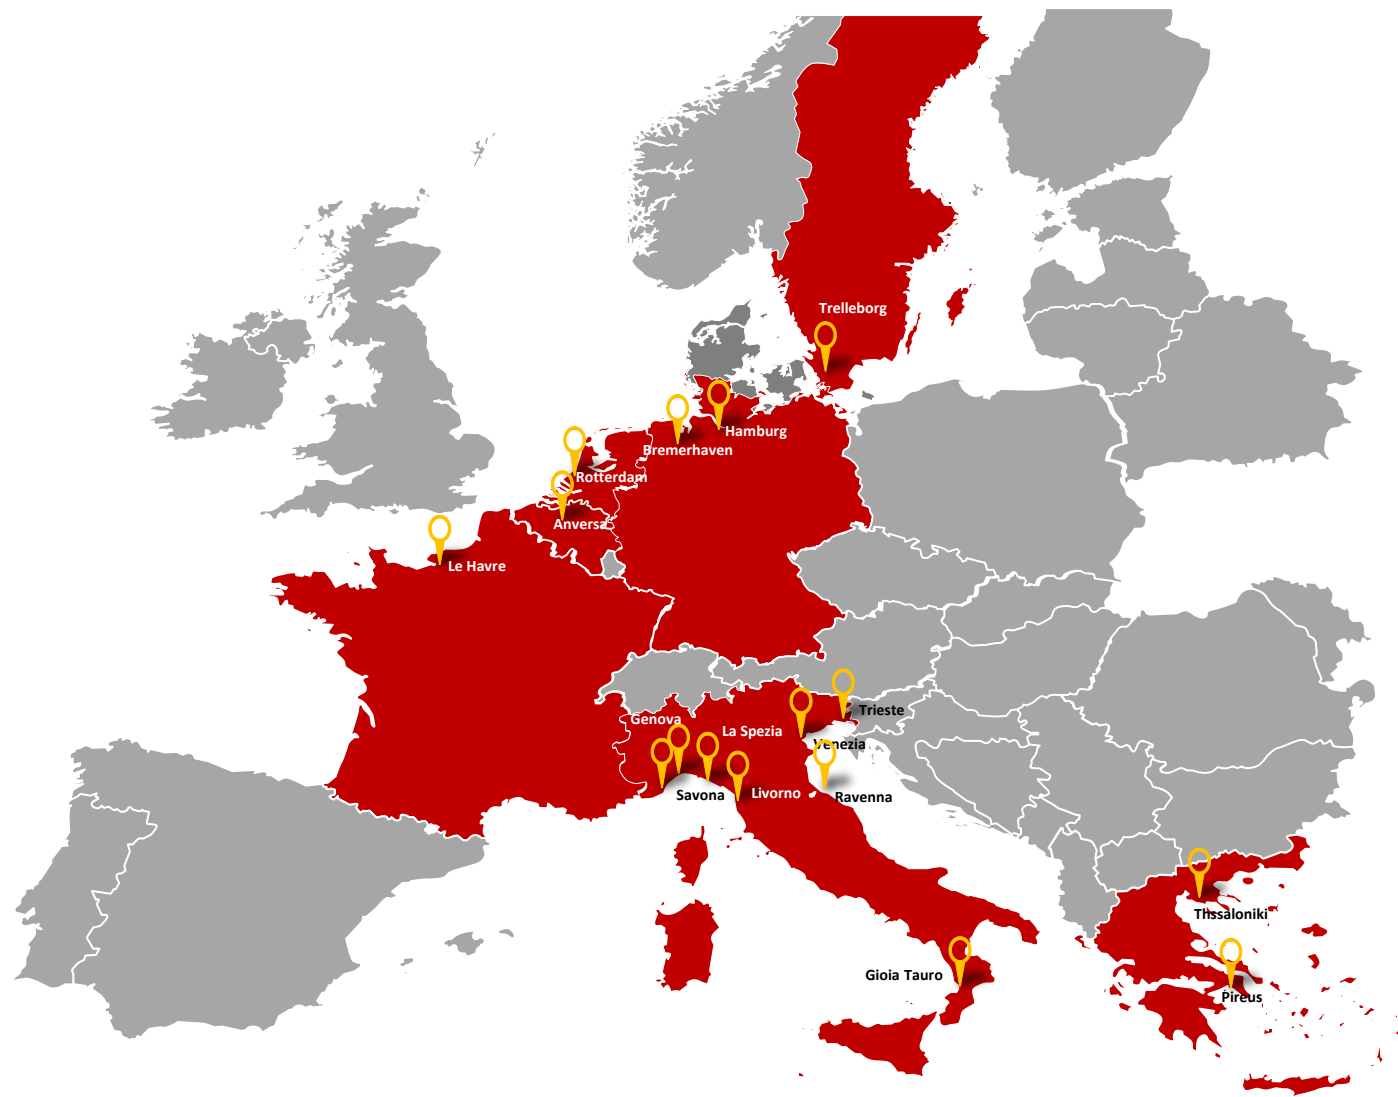 Trelleborg
Hamburg
Bremerhaven
Rotterdam
Anversa
Le Havre
Trieste
Genova
La Spezia
Venezia
Savona
Livorno
Ravenna
Thssaloniki
Gioia Tauro
Pireus